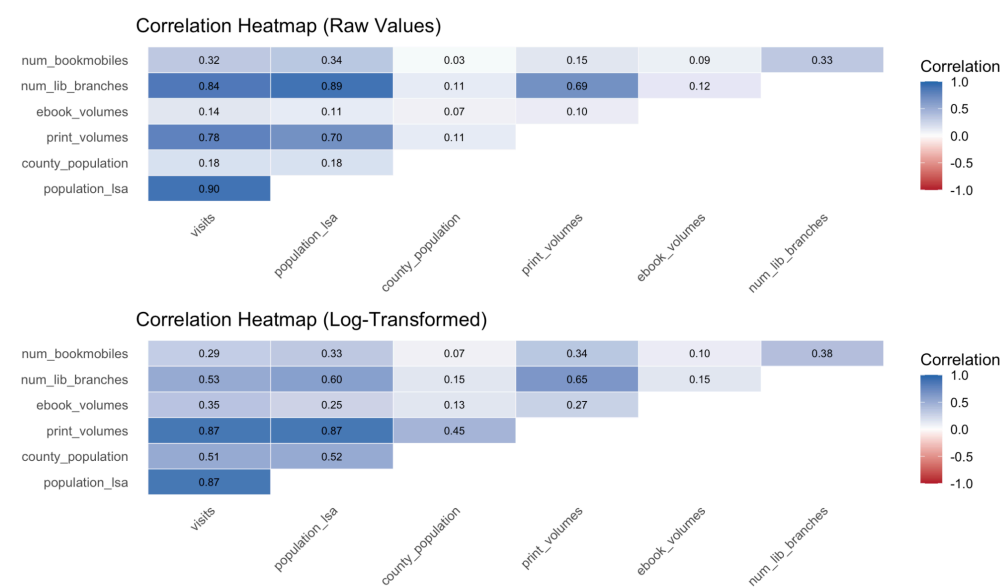 Correlation Heatmap (Raw Values)
num_bookmobiles 0.32 0.34 0.03 0.15 0.09 0.33
num_lib_branches 0.84 0.89 0.11 0.69 0.12
ebook_volumes 0.14 0.11 0.07 0.10
print_volumes 0.78 0.70 0.11
county_population 0.18 0.18
population_lsa 0.90
visits population_lsa county_population print_volumes ebook_volumes num_lib_branches
Correlation
1.0
0.5
0.0
-0.5
-1.0
Correlation Heatmap (Log-Transformed)
num_bookmobiles 0.29 0.33 0.07 0.34 0.10 0.38
num_lib_branches 0.53 0.60 0.15 0.65 0.15
ebook_volumes 0.35 0.25 0.13 0.27
print_volumes 0.87 0.87 0.45
county_population 0.51 0.52
population_lsa 0.87
visits population_lsa county_population print_volumes ebook_volumes num_lib_branches
Correlation
1.0
0.5
0.0
-0.5
-1.0